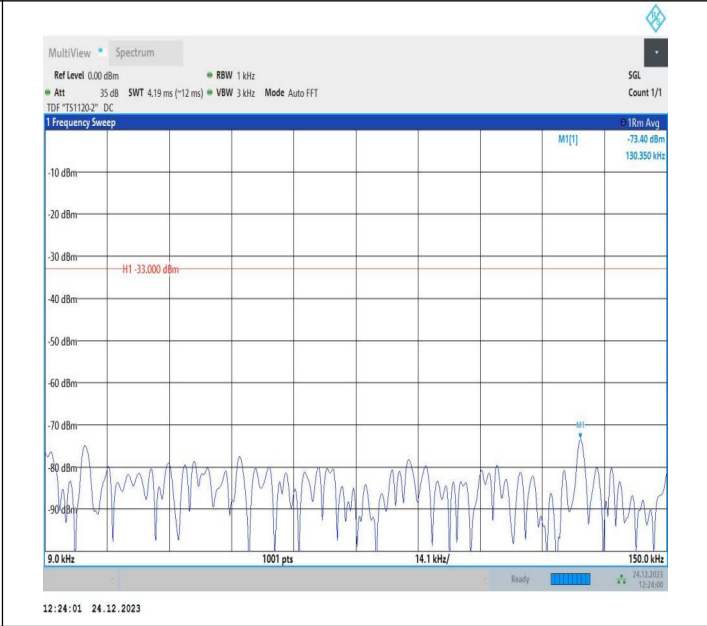 R S
MultiView Spectrum
Ref Level 0.00 dBm RBW 1 kHz SGL
Att 35 dB SWT 4.19 ms (~12 ms) VBW 3 kHz Mode Auto FFT Count 1/1
TDF "TS1120-2" DC
1 Frequency Sweep 1Rm Avg
M1[1] -73.40 dBm
130.350 kHz
-10 dBm
-20 dBm
-30 dBm
H1 -33.000 dBm
-40 dBm
-50 dBm
-60 dBm
-70 dBm
M1
-80 dBm
-90 dBm
9.0 kHz 1001 pts 14.1 kHz/ 150.0 kHz
Ready 24.12.2023
12:24:00
12:24:01 24.12.2023